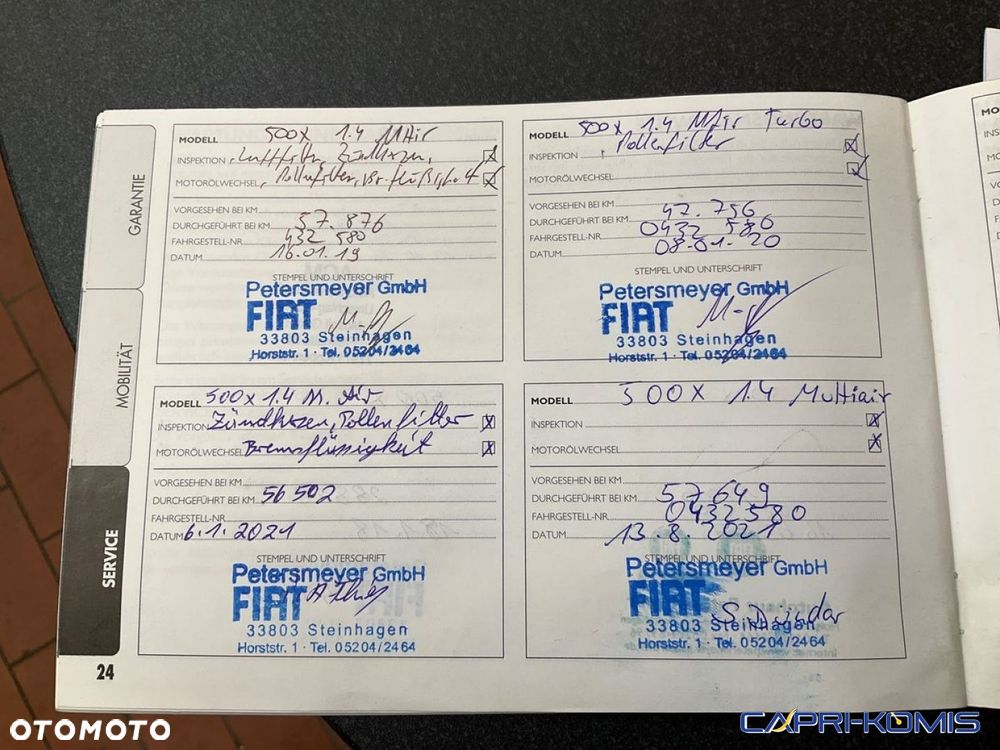 GARANTIE
MOBILITÄT
SERVICE
MODELL 500X 1.4 MAir
INSPEKTION Luftfilter, Zündkerzen,
MOTORÖLWECHSEL Pollenfilter, Br.flüssigk.
VORGESEHEN BEI KM
DURCHGEFÜHRT BEI KM 57.876
FAHRGESTELL-NR 432 580
DATUM 16.01.19
STEMPEL UND UNTERSCHRIFT
Petersmeyer GmbH
FIAT
33803 Steinhagen
Horststr. 1 · Tel. 05204/2464
MODELL 500X 1.4 MAir Turbo
INSPEKTION , Pollenfilter
MOTORÖLWECHSEL
VORGESEHEN BEI KM
DURCHGEFÜHRT BEI KM 47.756
FAHRGESTELL-NR 0432 580
DATUM 08.01.20
STEMPEL UND UNTERSCHRIFT
Petersmeyer GmbH
FIAT
33803 Steinhagen
Horststr. 1 · Tel. 05204/2464
MODELL 500X 1.4 M. Air
INSPEKTION Zündkerzen, Pollenfilter
MOTORÖLWECHSEL Bremsflüssigkeit
VORGESEHEN BEI KM
DURCHGEFÜHRT BEI KM 56 502
FAHRGESTELL-NR
DATUM 6.1.2021
STEMPEL UND UNTERSCHRIFT
Petersmeyer GmbH
FIAT
33803 Steinhagen
Horststr. 1 · Tel. 05204/2464
MODELL 500X 1.4 Multiair
INSPEKTION
MOTORÖLWECHSEL
VORGESEHEN BEI KM
DURCHGEFÜHRT BEI KM 57649
FAHRGESTELL-NR 0432580
DATUM 13.8.2021
STEMPEL UND UNTERSCHRIFT
Petersmeyer GmbH
FIAT
33803 Steinhagen
Horststr. 1 · Tel. 05204/2464
24
OTOMOTO
CAPRI-KOMIS